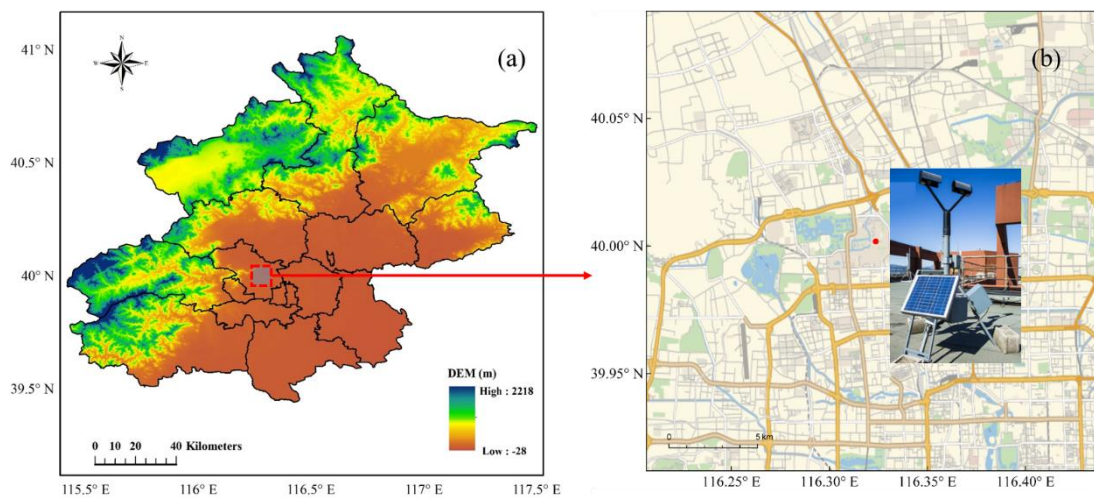 (a)
41° N
40.5° N
40° N
39.5° N
N
W
E
S
DEM (m)
High : 2218
Low : -28
0 10 20 40 Kilometers
115.5° E 116° E 116.5° E 117° E 117.5° E
(b)
40.05° N
40.00° N
39.95° N
0 5 km
116.25° E 116.30° E 116.35° E 116.40° E